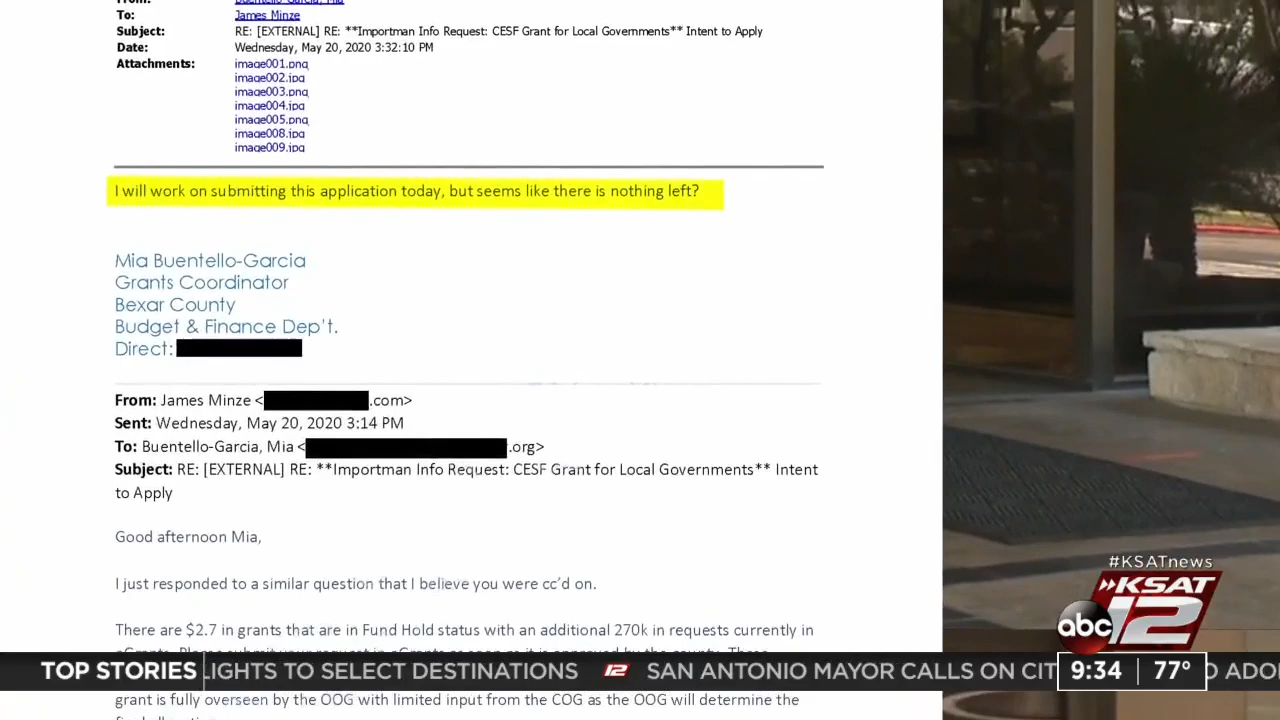 From: Buentello-Garcia, Mia
To: James Minze
Subject: RE: [EXTERNAL] RE: **Importman Info Request: CESF Grant for Local Governments** Intent to Apply
Date: Wednesday, May 20, 2020 3:32:10 PM
Attachments: image001.png
image002.jpg
image003.png
image004.jpg
image005.png
image008.jpg
image009.jpg
I will work on submitting this application today, but seems like there is nothing left?
Mia Buentello-Garcia
Grants Coordinator
Bexar County
Budget & Finance Dep't.
Direct:
From: James Minze < .com>
Sent: Wednesday, May 20, 2020 3:14 PM
To: Buentello-Garcia, Mia < .org>
Subject: RE: [EXTERNAL] RE: **Importman Info Request: CESF Grant for Local Governments** Intent
to Apply
Good afternoon Mia,
I just responded to a similar question that I believe you were cc'd on.
There are $2.7 in grants that are in Fund Hold status with an additional 270k in requests currently in
grant is fully overseen by the OOG with limited input from the COG as the OOG will determine the
#KSATnews
KSAT
12
abc
TOP STORIES LIGHTS TO SELECT DESTINATIONS 12 SAN ANTONIO MAYOR CALLS ON CIT 9:34 77° O ADO